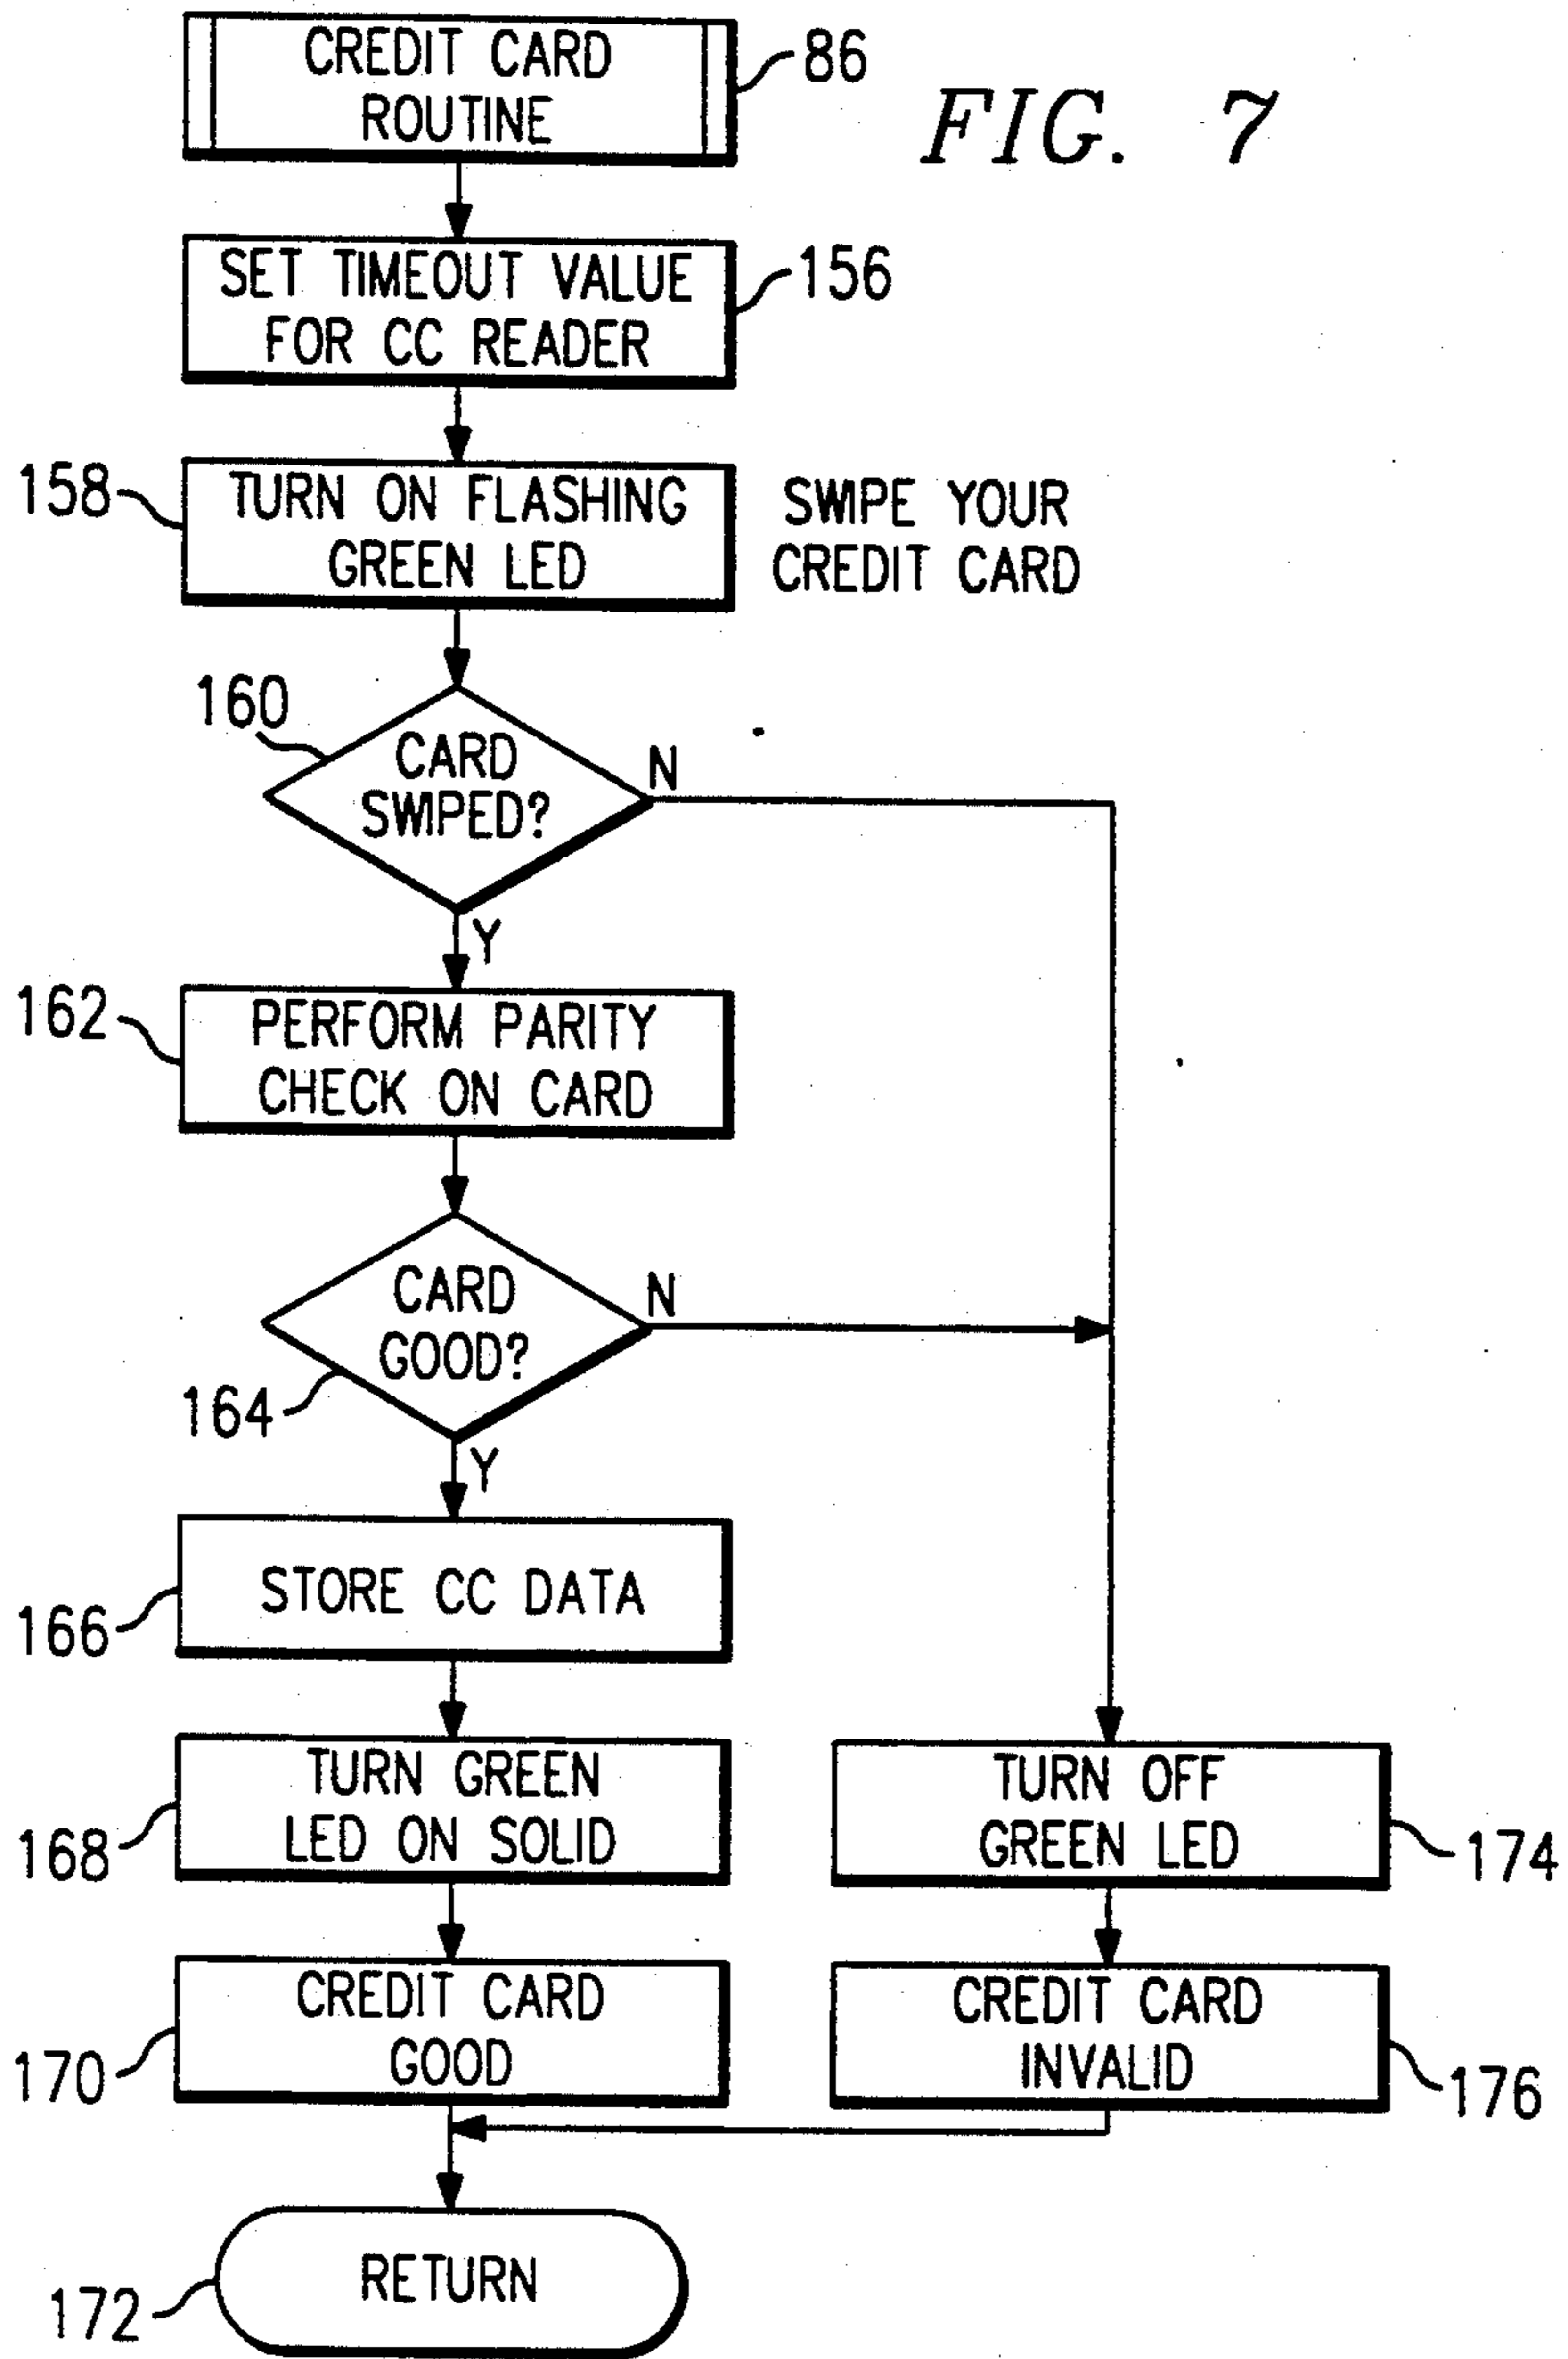 CREDIT CARD
ROUTINE
86
FIG. 7
SET TIMEOUT VALUE
FOR CC READER
156
158
TURN ON FLASHING
GREEN LED
SWIPE YOUR
CREDIT CARD
160
CARD
SWIPED?
N
Y
162
PERFORM PARITY
CHECK ON CARD
CARD
GOOD?
N
164
Y
STORE CC DATA
166
TURN GREEN
LED ON SOLID
168
TURN OFF
GREEN LED
174
CREDIT CARD
GOOD
170
CREDIT CARD
INVALID
176
RETURN
172